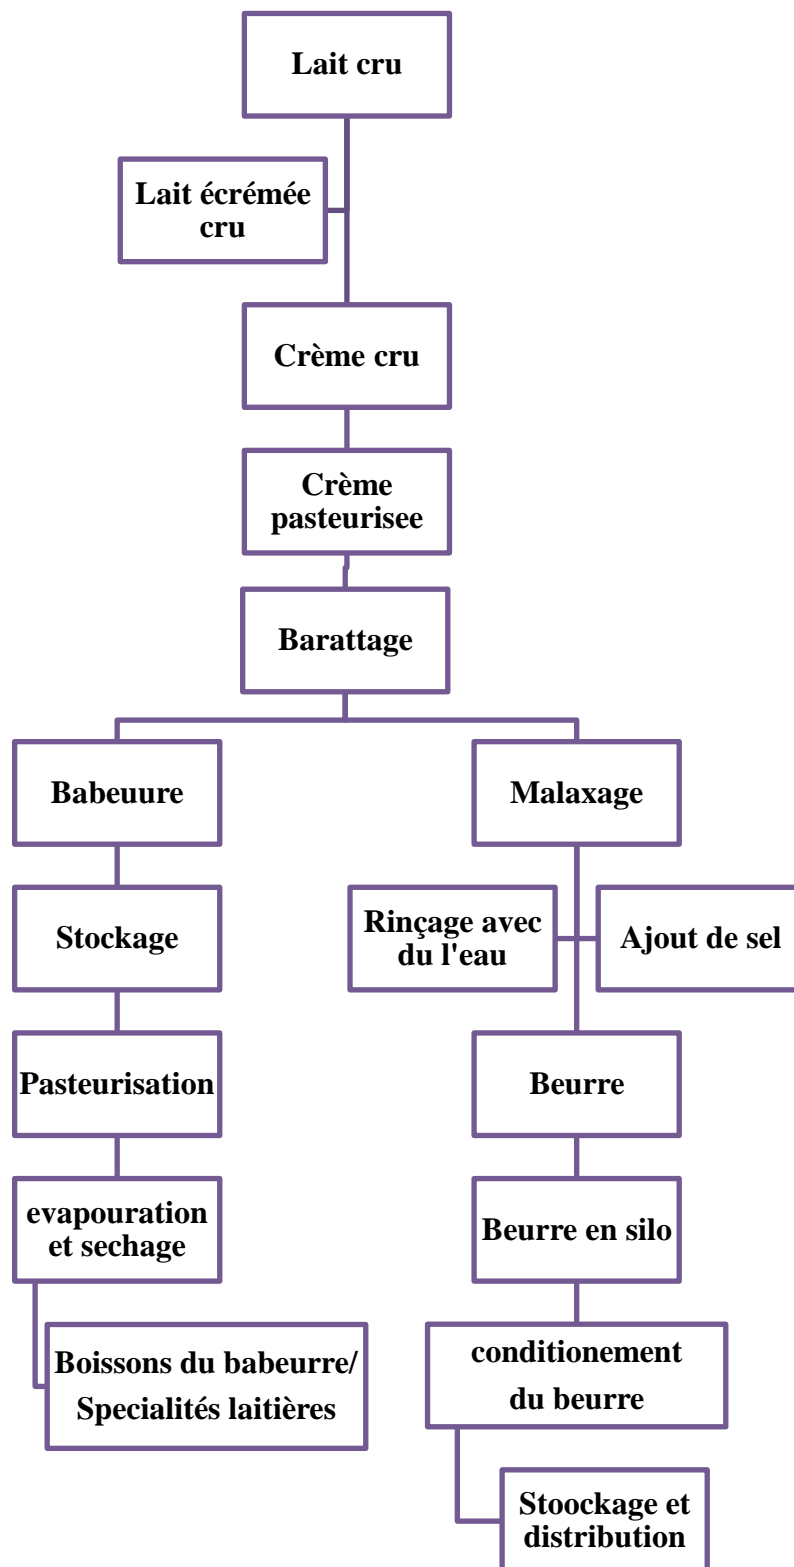 Lait cru
Lait écrémée
cru
Crème cru
Crème
pasteurisee
Barattage
Babeuure
Malaxage
Stockage
Rinçage avec
du l'eau
Ajout de sel
Pasteurisation
Beurre
evapouration
et sechage
Beurre en silo
Boissons du babeurre/
Specialités laitières
conditionement
du beurre
Stoockage et
distribution